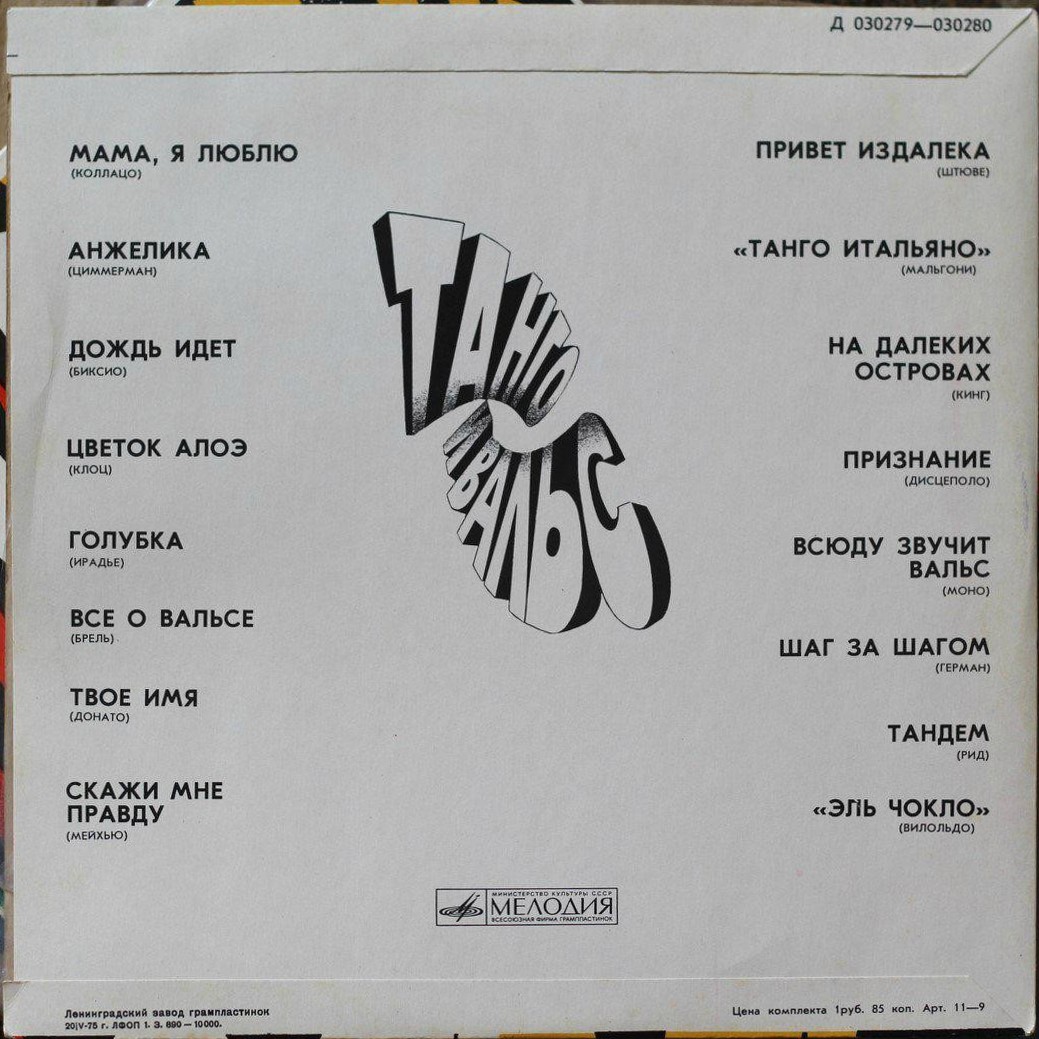 Д 030279—030280
МАМА, Я ЛЮБЛЮ
(КОЛЛАЦО)
АНЖЕЛИКА
(ЦИММЕРМАН)
ДОЖДЬ ИДЕТ
(БИКСИО)
ЦВЕТОК АЛОЭ
(КЛОЦ)
ГОЛУБКА
(ИРАДЬЕ)
ВСЕ О ВАЛЬСЕ
(БРЕЛЬ)
ТВОЕ ИМЯ
(ДОНАТО)
СКАЖИ МНЕ
ПРАВДУ
(МЕЙХЬЮ)
ТАНГО
И ВАЛЬС
ПРИВЕТ ИЗДАЛЕКА
(ШТЮВЕ)
«ТАНГО ИТАЛЬЯНО»
(МАЛЬГОНИ)
НА ДАЛЕКИХ
ОСТРОВАХ
(КИНГ)
ПРИЗНАНИЕ
(ДИСЦЕПОЛО)
ВСЮДУ ЗВУЧИТ
ВАЛЬС
(МОНО)
ШАГ ЗА ШАГОМ
(ГЕРМАН)
ТАНДЕМ
(РИД)
«ЭЛЬ ЧОКЛО»
(ВИЛОЛЬДО)
МИНИСТЕРСТВО КУЛЬТУРЫ СССР
МЕЛОДИЯ
ВСЕСОЮЗНАЯ ФИРМА ГРАМПЛАСТИНОК
Ленинградский завод грампластинок
20|V-75 г. ЛФОП 1. З. 890—10000.
Цена комплекта 1руб. 85 коп. Арт. 11—9